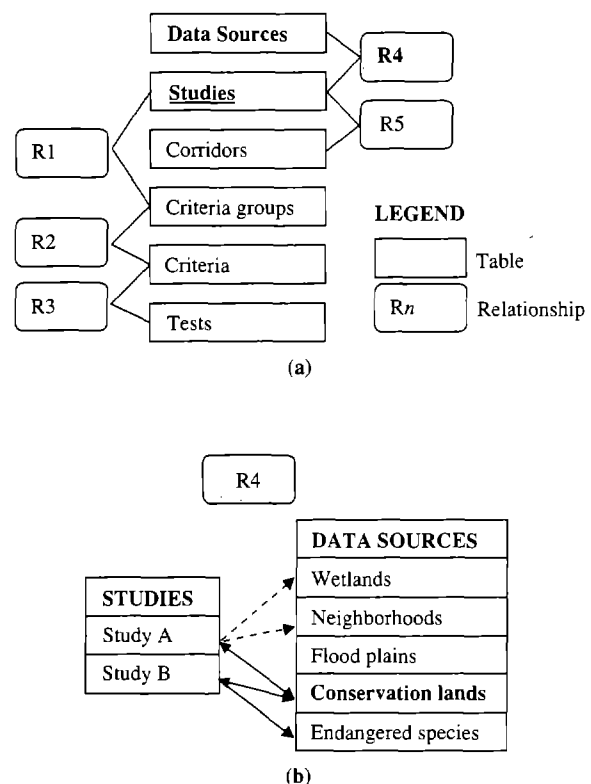 Data Sources
R4
Studies
R5
R1
Corridors
Criteria groups
LEGEND
R2
Criteria
Table
R3
Tests
Rn
Relationship
(a)
R4
DATA SOURCES
Wetlands
STUDIES
Neighborhoods
Study A
Flood plains
Study B
Conservation lands
Endangered species
(b)